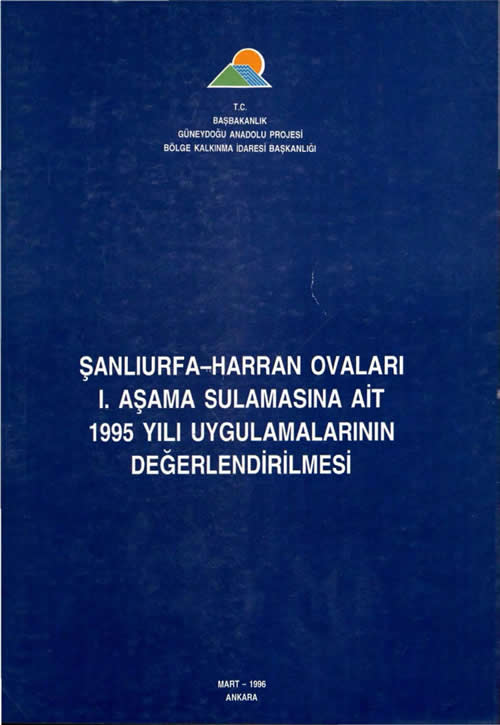 T.C.
BAŞBAKANLIK
GÜNEYDOĞU ANADOLU PROJESİ
BÖLGE KALKINMA İDARESİ BAŞKANLIĞI
ŞANLIURFA–HARRAN OVALARI
I. AŞAMA SULAMASINA AİT
1995 YILI UYGULAMALARININ
DEĞERLENDİRİLMESİ
MART – 1996
ANKARA